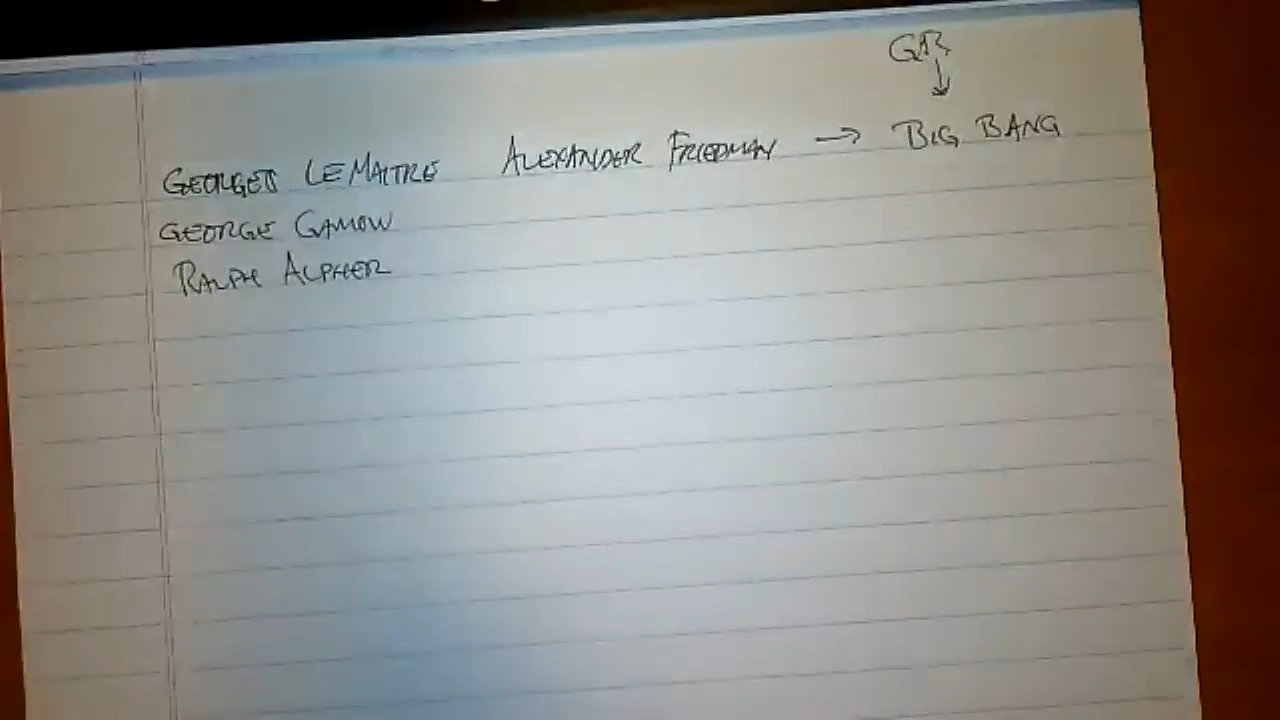 GR
GEORGES LEMAITRE ALEXANDER FRIEDMAN → BIG BANG
GEORGE GAMOW
RALPH ALPHER